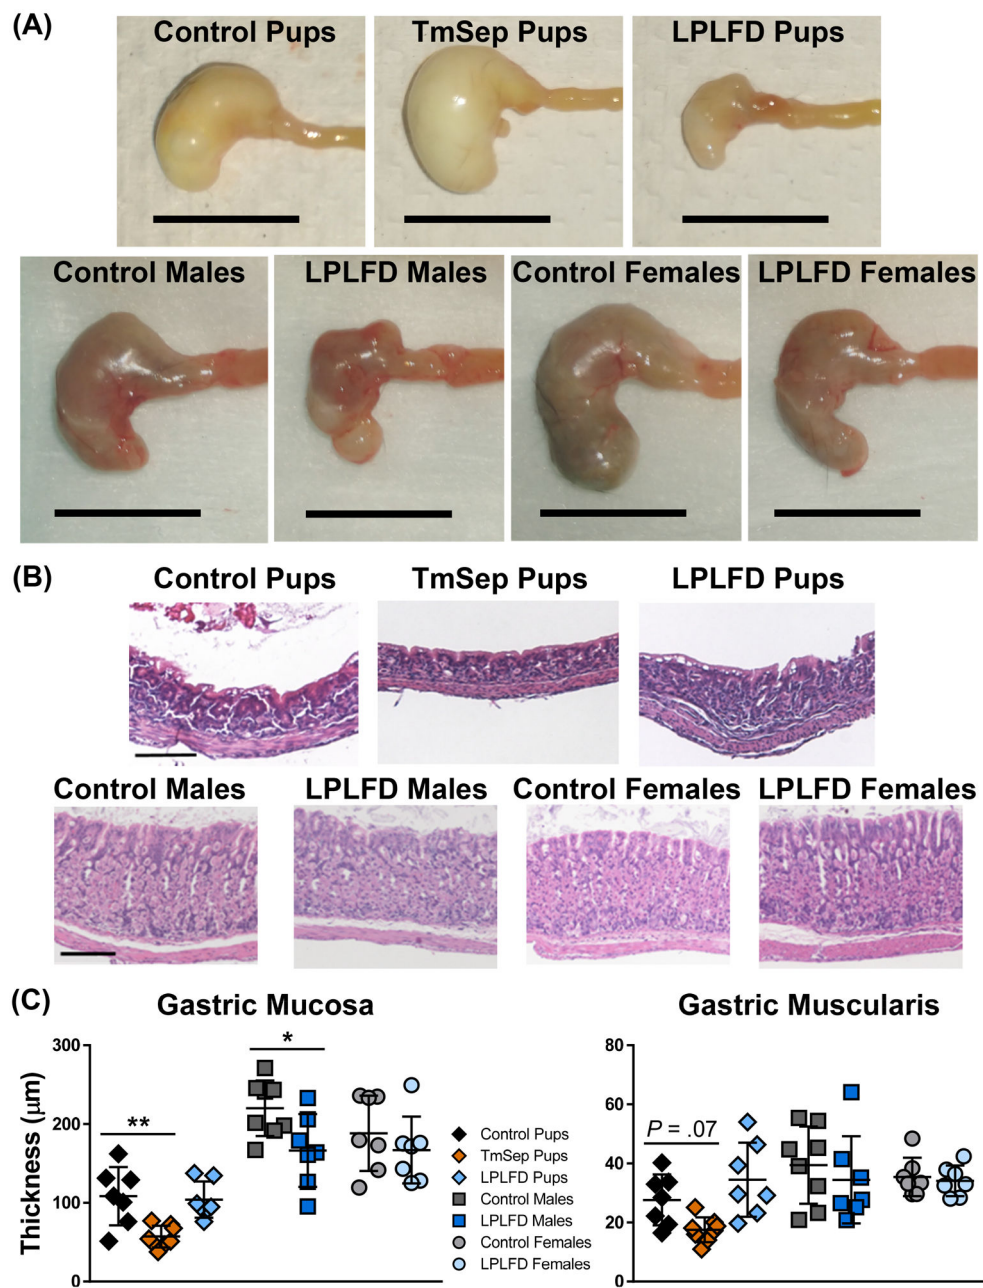 (A)
Control Pups TmSep Pups LPLFD Pups
Control Males LPLFD Males Control Females LPLFD Females
(B)
Control Pups TmSep Pups LPLFD Pups
Control Males LPLFD Males Control Females LPLFD Females
(C)
Gastric Mucosa Gastric Muscularis
Thickness (μm)
300
200
100
0
**
*
Control Pups
TmSep Pups
LPLFD Pups
Control Males
LPLFD Males
Control Females
LPLFD Females
80
60
40
20
0
P = .07